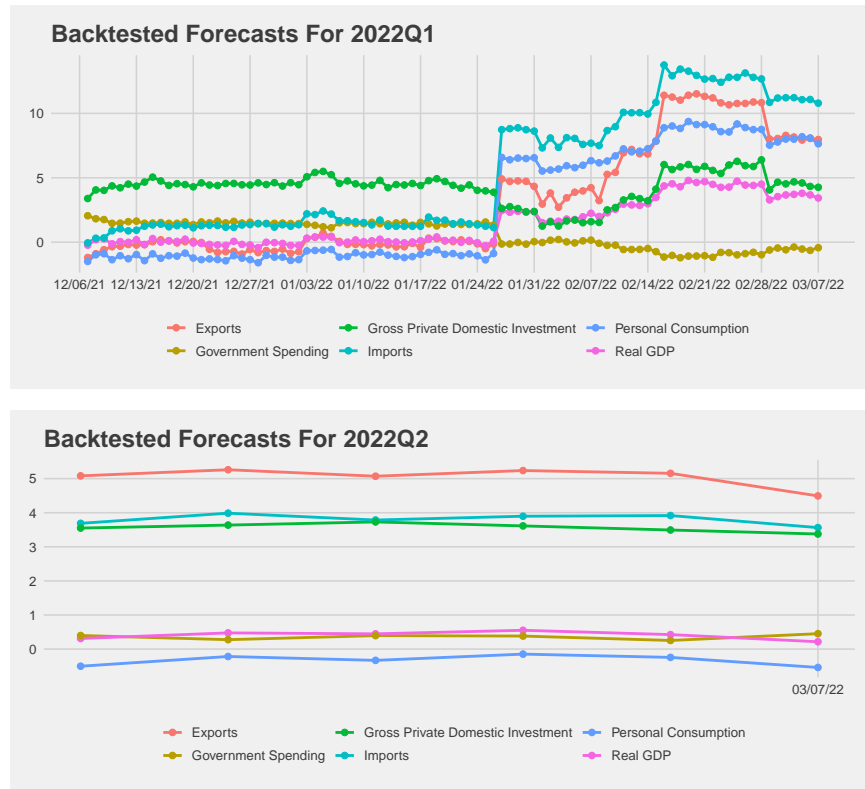 Backtested Forecasts For 2022Q1
10
5
0
12/06/21 12/13/21 12/20/21 12/27/21 01/03/22 01/10/22 01/24/22 01/31/22 02/07/22 02/14/22 02/21/22 02/28/22 03/07/22
Exports Gross Private Domestic Investment Personal Consumption
Government Spending Imports Real GDP
Backtested Forecasts For 2022Q2
5
4
3
2
1
0
03/07/22
Exports Gross Private Domestic Investment Personal Consumption
Government Spending Imports Real GDP